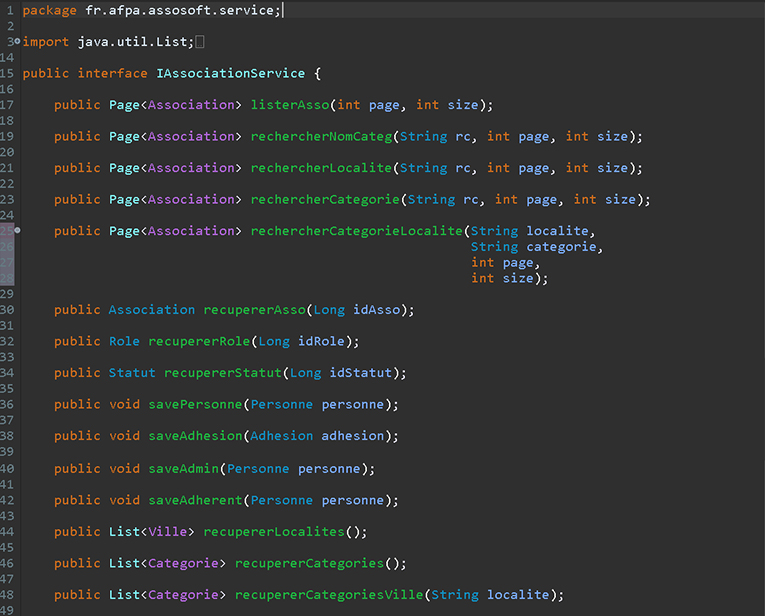 1 package fr.afpa.assosoft.service;
2
3 import java.util.List;
14
15 public interface IAssociationService {
16
17 public Page<Association> listerAsso(int page, int size);
18
19 public Page<Association> rechercherNomCateg(String rc, int page, int size);
20
21 public Page<Association> rechercherLocalite(String rc, int page, int size);
22
23 public Page<Association> rechercherCategorie(String rc, int page, int size);
24
25 public Page<Association> rechercherCategorieLocalite(String localite,
26 String categorie,
27 int page,
28 int size);
29
30 public Association recupererAsso(Long idAsso);
31
32 public Role recupererRole(Long idRole);
33
34 public Statut recupererStatut(Long idStatut);
35
36 public void savePersonne(Personne personne);
37
38 public void saveAdhesion(Adhesion adhesion);
39
40 public void saveAdmin(Personne personne);
41
42 public void saveAdherent(Personne personne);
43
44 public List<Ville> recupererLocalites();
45
46 public List<Categorie> recupererCategories();
47
48 public List<Categorie> recupererCategoriesVille(String localite);
49